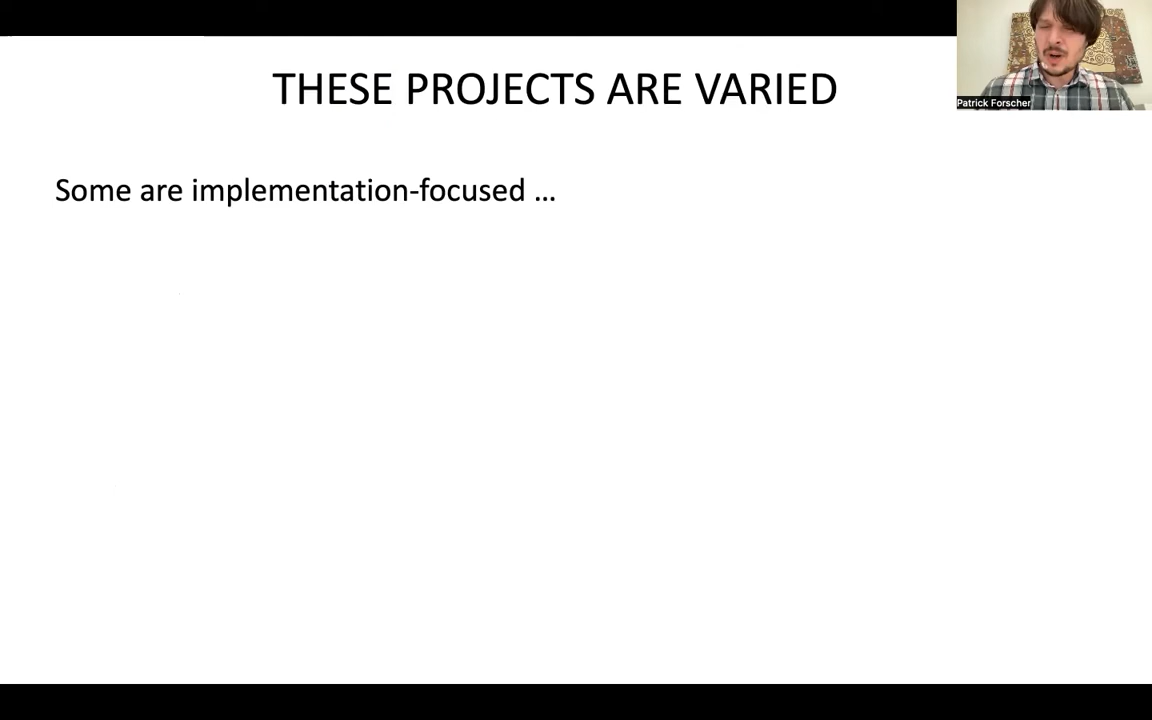 THESE PROJECTS ARE VARIED
Patrick Forscher
Some are implementation-focused …